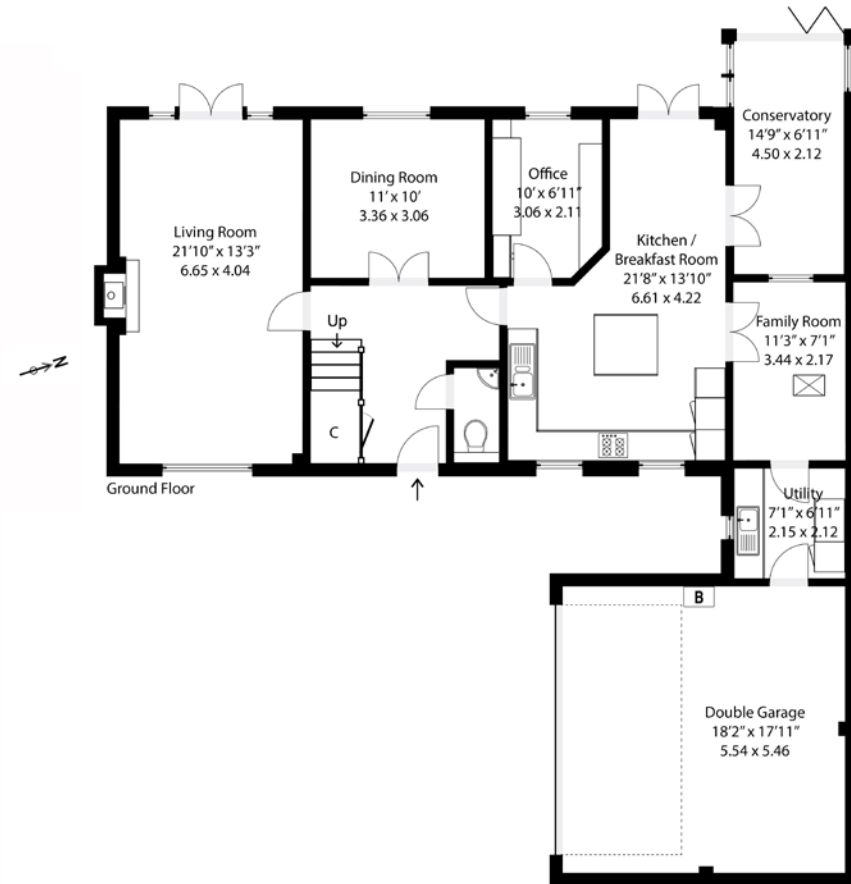 Conservatory
14'9" x 6'11"
4.50 x 2.12
Dining Room
11' x 10'
3.36 x 3.06
Office
10' x 6'11"
3.06 x 2.11
Living Room
21'10" x 13'3"
6.65 x 4.04
Kitchen /
Breakfast Room
21'8" x 13'10"
6.61 x 4.22
Up
Family Room
11'3" x 7'1"
3.44 x 2.17
N
C
Ground Floor
Utility
7'1" x 6'11"
2.15 x 2.12
B
Double Garage
18'2" x 17'11"
5.54 x 5.46